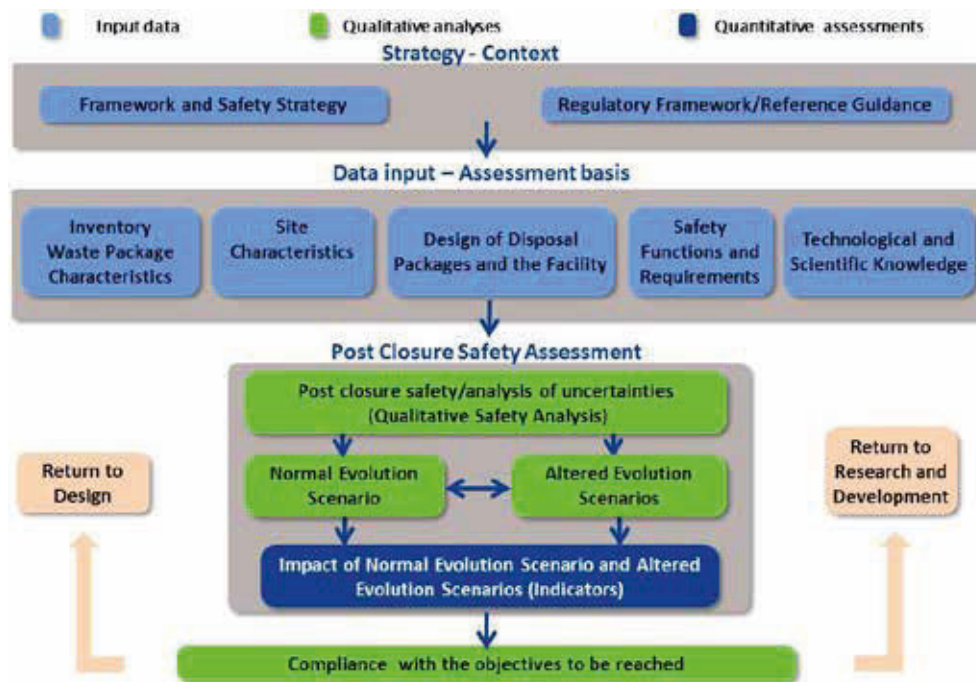 Input data
Qualitative analyses
Quantitative assessments
Strategy - Context
Framework and Safety Strategy
Regulatory Framework/Reference Guidance
Data input – Assessment basis
Inventory
Waste Package
Characteristics
Site
Characteristics
Design of Disposal
Packages and the Facility
Safety
Functions and
Requirements
Technological and
Scientific Knowledge
Post Closure Safety Assessment
Post closure safety/analysis of uncertainties
(Qualitative Safety Analysis)
Normal Evolution
Scenario
Altered Evolution
Scenarios
Return to
Design
Return to
Research and
Development
Impact of Normal Evolution Scenario and Altered
Evolution Scenarios (Indicators)
Compliance with the objectives to be reached